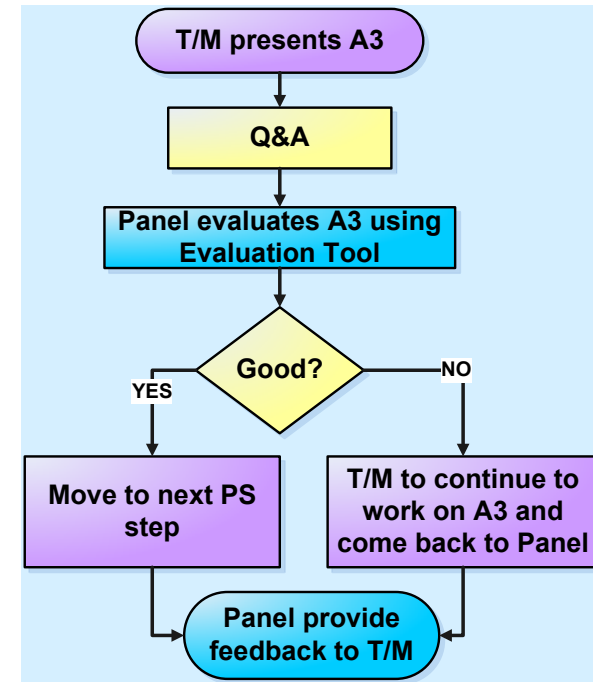 T/M presents A3
Q&A
Panel evaluates A3 using
Evaluation Tool
Good?
YES
NO
Move to next PS
step
T/M to continue to
work on A3 and
come back to Panel
Panel provide
feedback to T/M